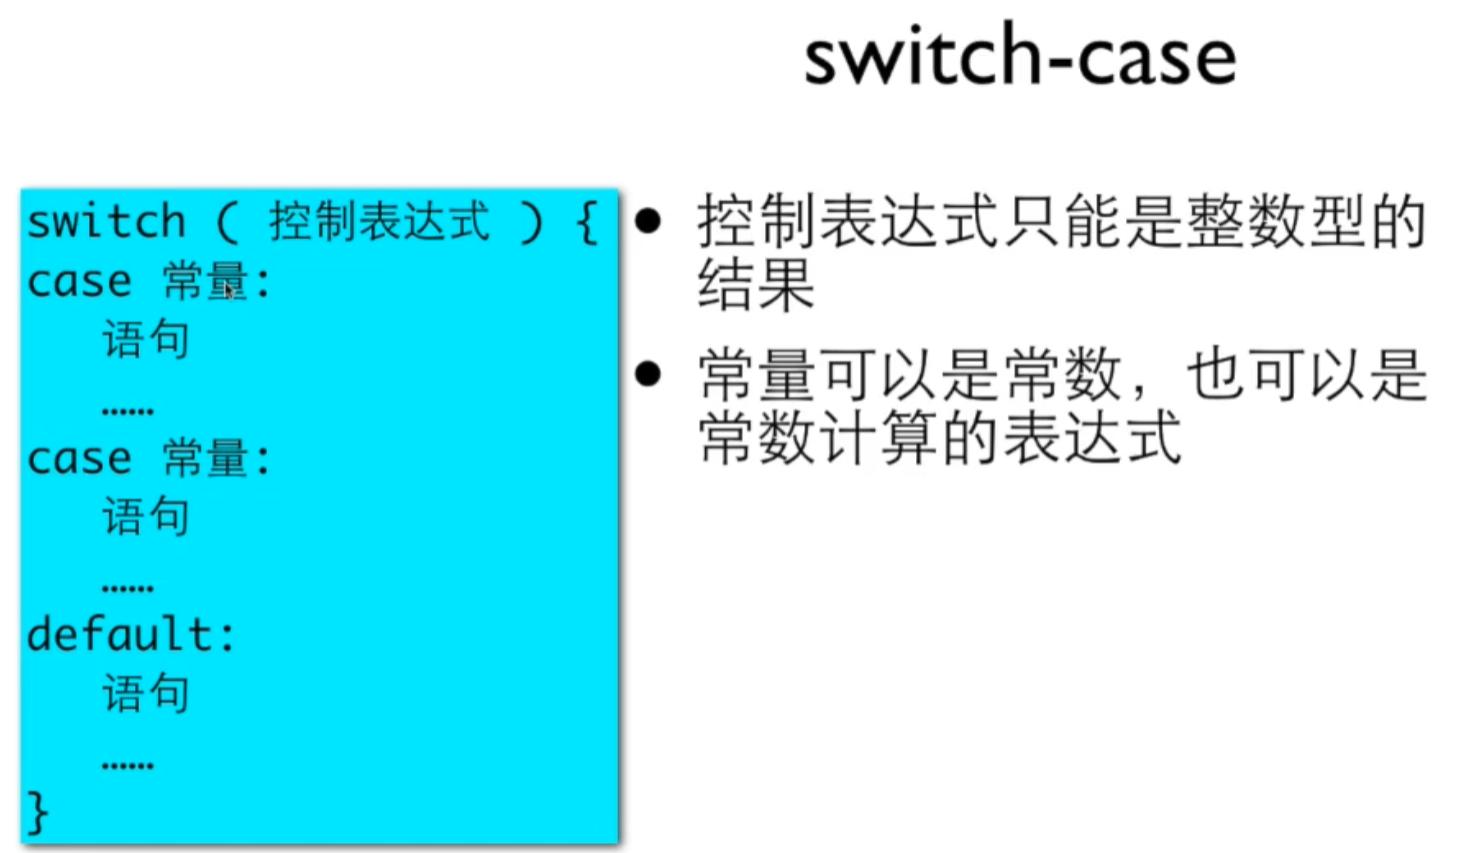 switch-case
switch ( 控制表达式 ) {
case 常量:
语句
……
case 常量:
语句
……
default:
语句
……
}
● 控制表达式只能是整数型的
结果
● 常量可以是常数，也可以是
常数计算的表达式